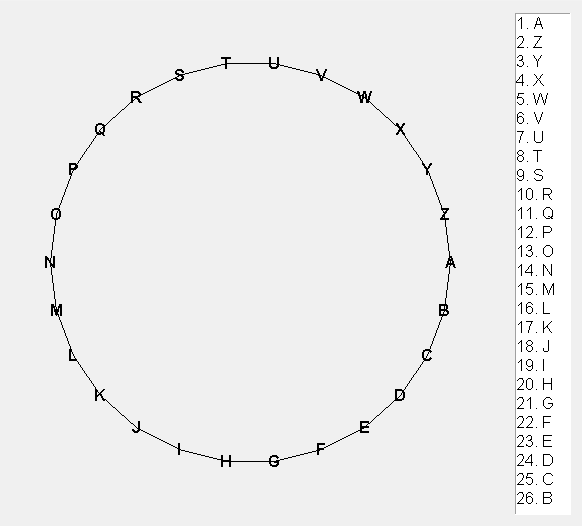 T U
S V
R W
Q X
P Y
O Z
N A
M B
L C
K D
J E
I F
H G
1. A
2. Z
3. Y
4. X
5. W
6. V
7. U
8. T
9. S
10. R
11. Q
12. P
13. O
14. N
15. M
16. L
17. K
18. J
19. I
20. H
21. G
22. F
23. E
24. D
25. C
26. B